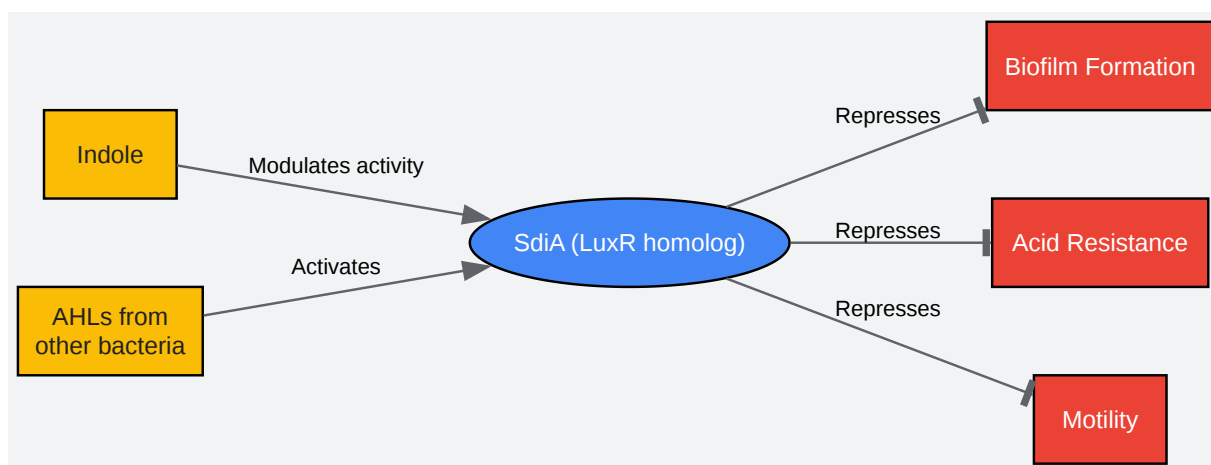 Indole
AHLs from
other bacteria
Modulates activity
Activates
SdiA (LuxR homolog)
Represses
Represses
Represses
Biofilm Formation
Acid Resistance
Motility